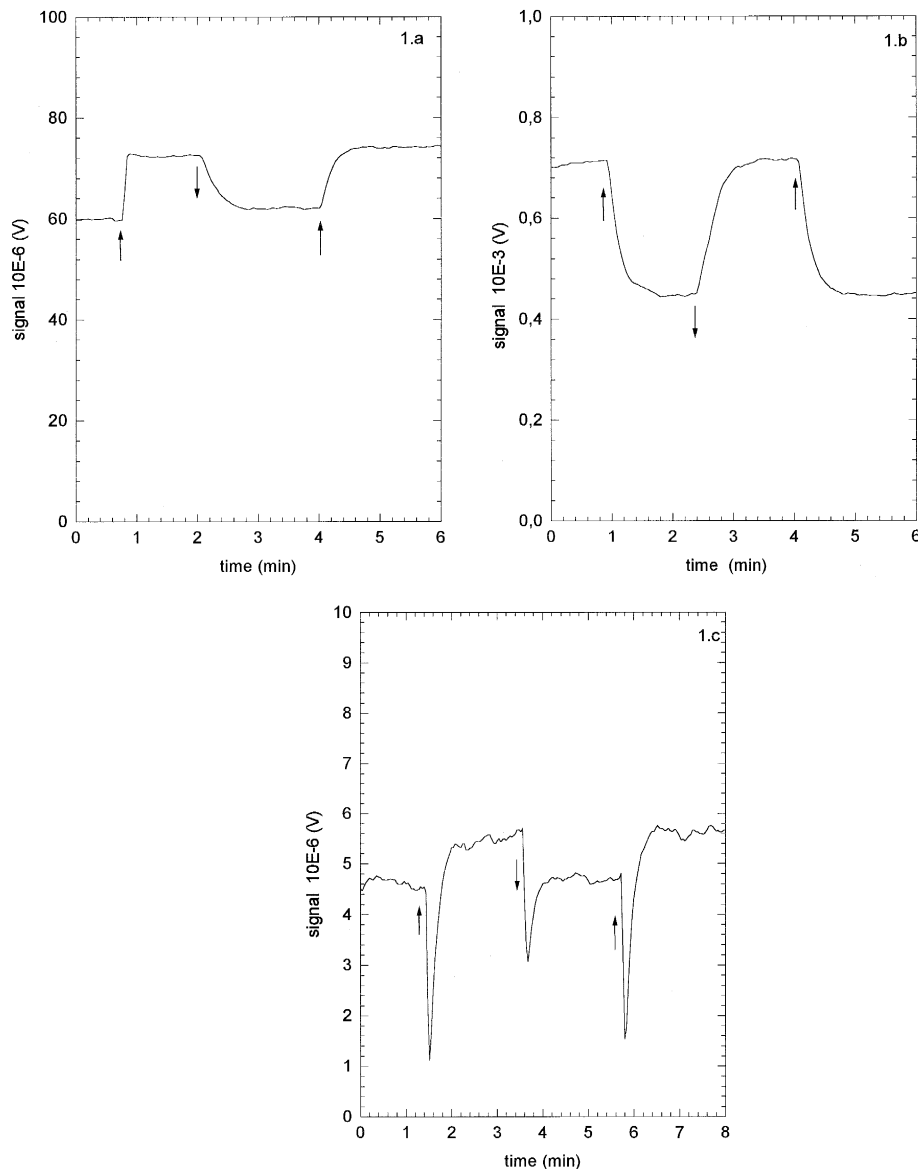 1.a
100
80
60
40
20
0
signal 10E-6 (V)
0 1 2 3 4 5 6
time (min)
1.b
1,0
0,8
0,6
0,4
0,2
0,0
signal 10E-3 (V)
0 1 2 3 4 5 6
time (min)
1.c
10
9
8
7
6
5
4
3
2
1
0
signal 10E-6 (V)
0 1 2 3 4 5 6 7 8
time (min)